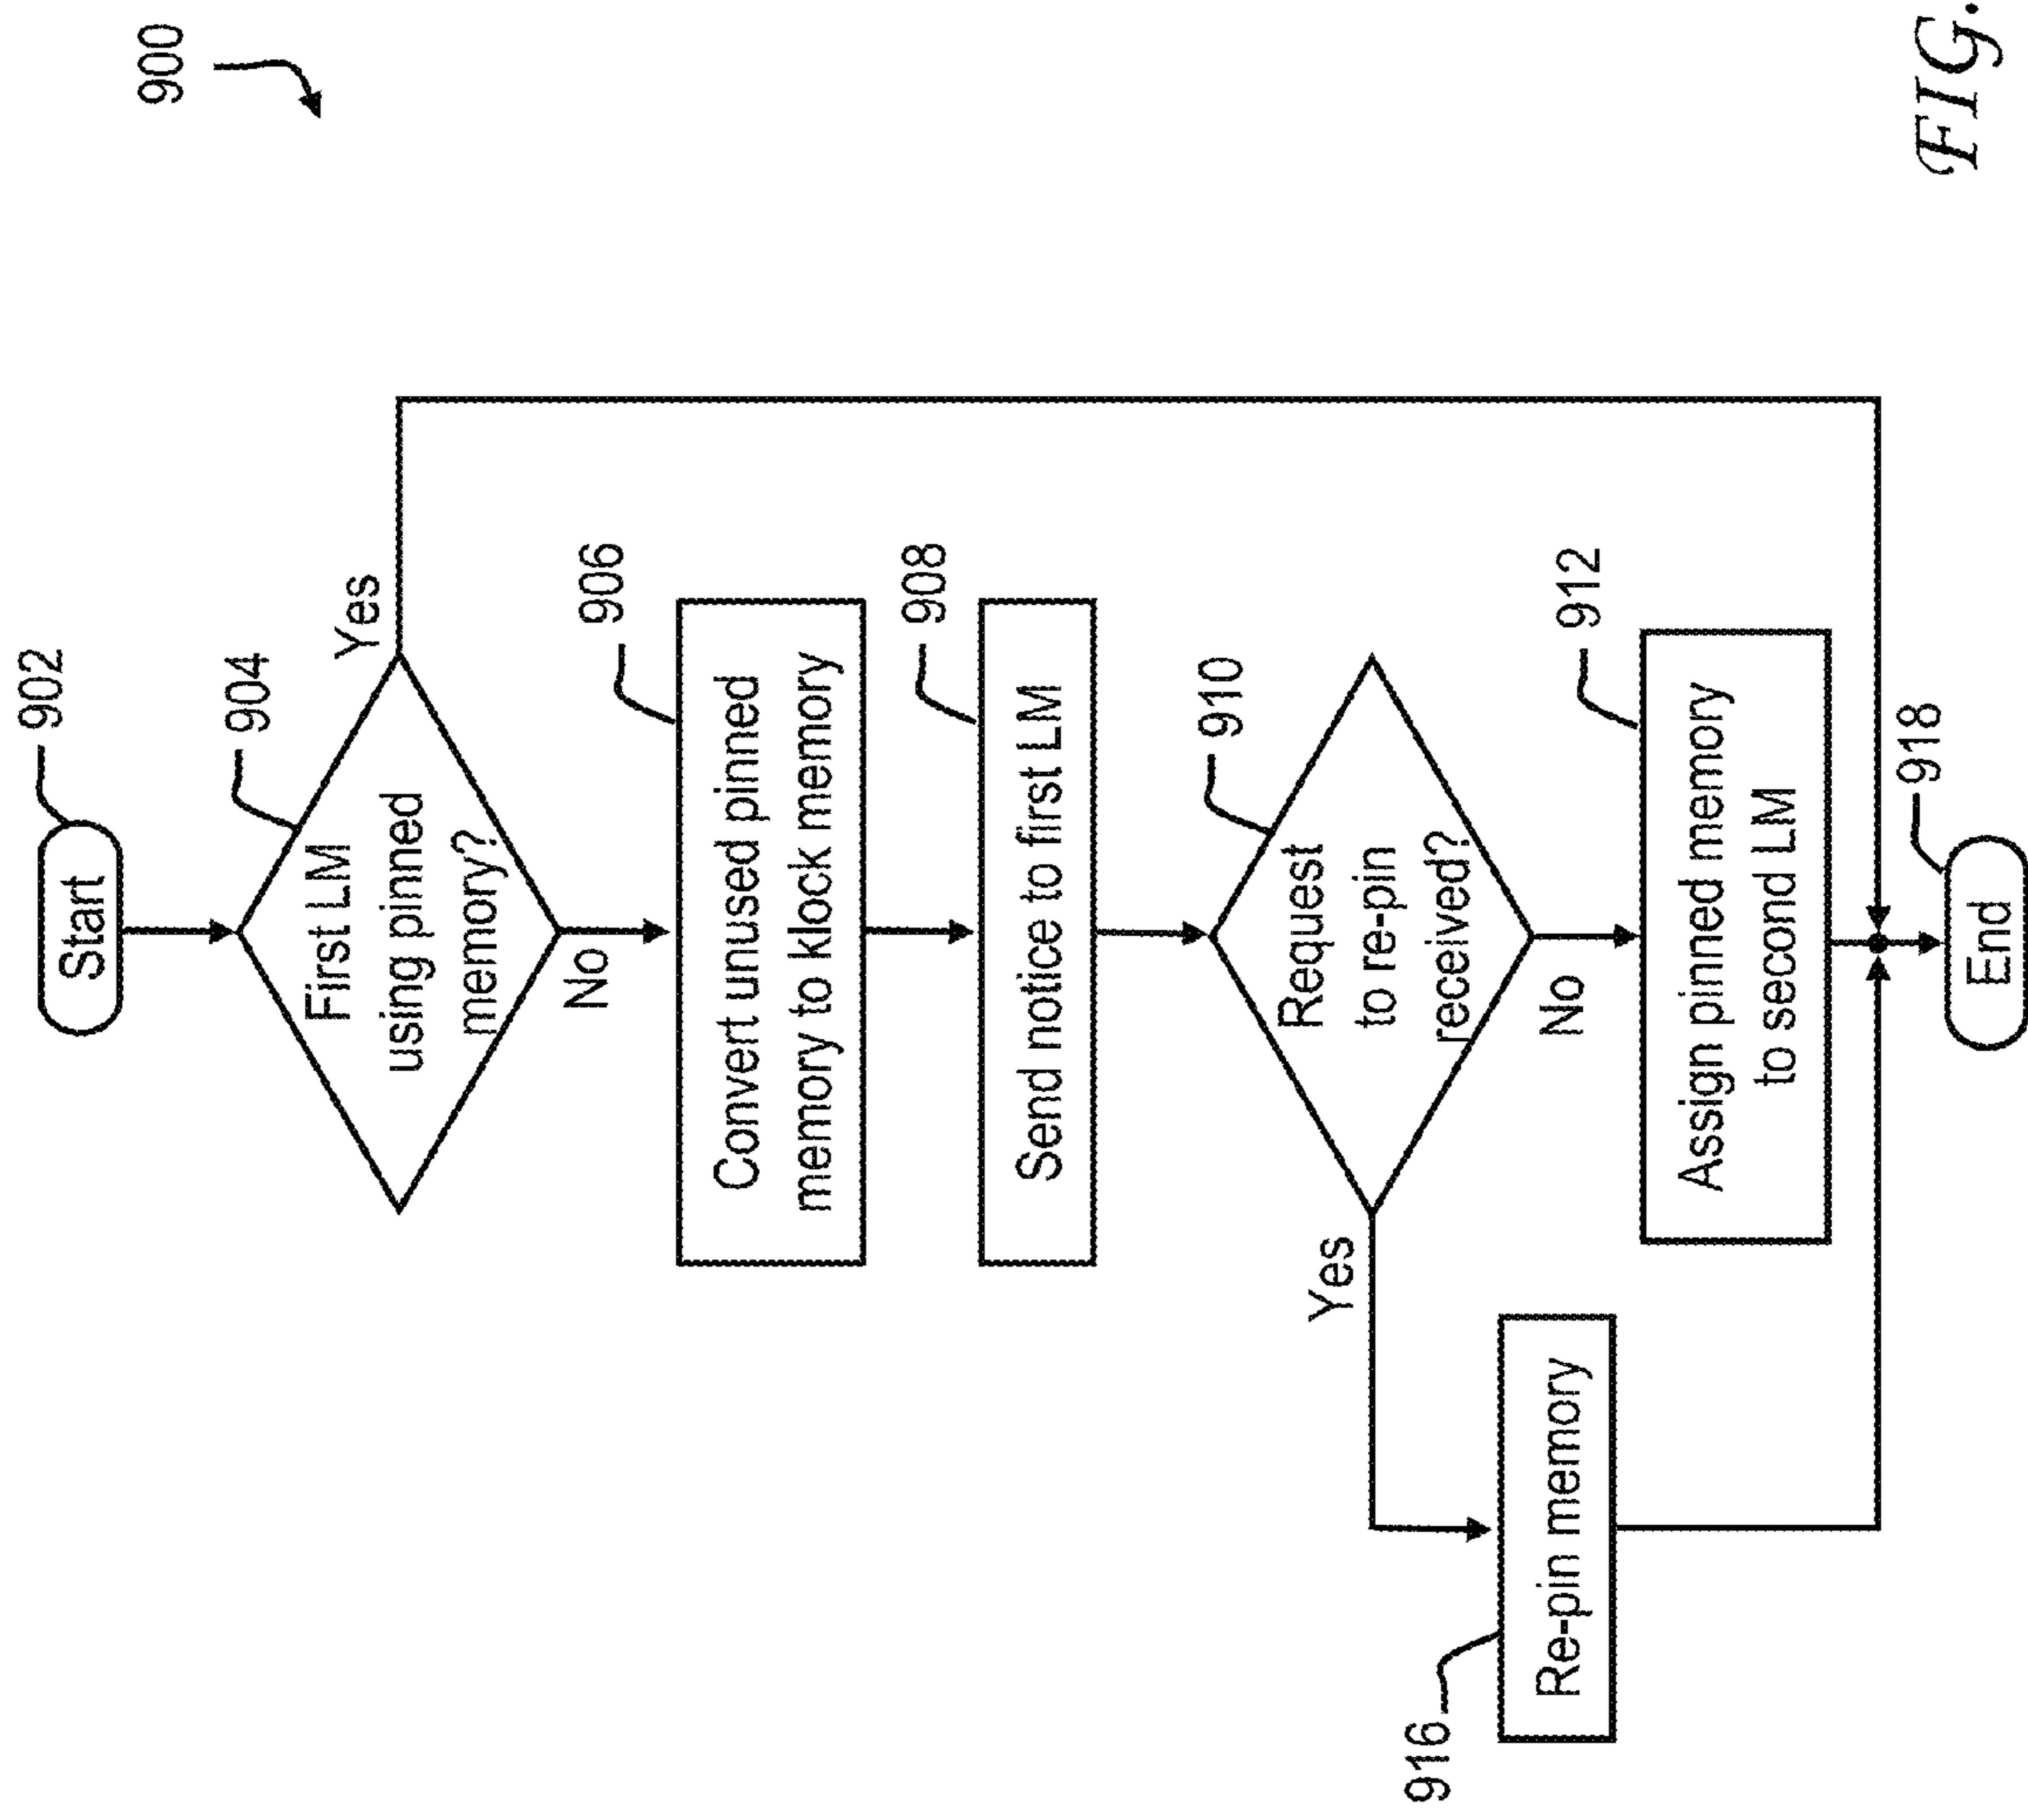 900
902
Start
904
First LM
using pinned
memory?
Yes
No
906
Convert unused pinned
memory to klock memory
908
Send notice to first LM
910
Request
to re-pin
received?
Yes
No
916
Re-pin memory
912
Assign pinned memory
to second LM
918
End
FIG.